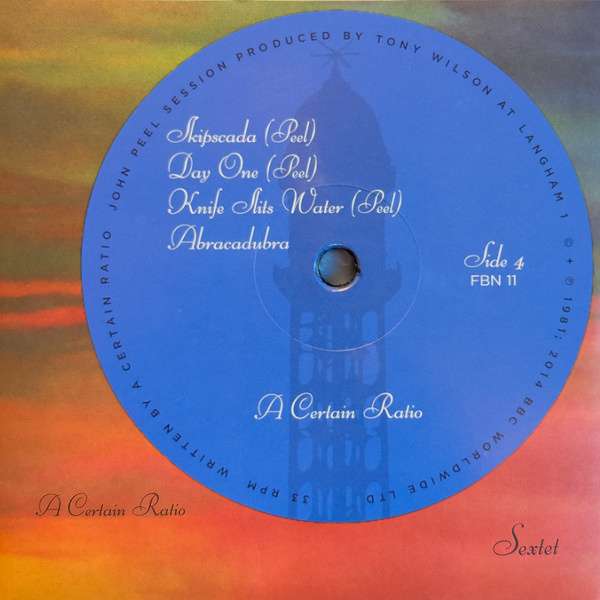 JOHN PEEL SESSION PRODUCED BY TONY WILSON AT LANGHAM 1 © + ℗ 1981; 2014 BBC WORLDWIDE LTD
33 RPM WRITTEN BY A CERTAIN RATIO
Skipscada (Peel)
Day One (Peel)
Knife Slits Water (Peel)
Abracadubra
Side 4
FBN 11
A Certain Ratio
A Certain Ratio
Sextet